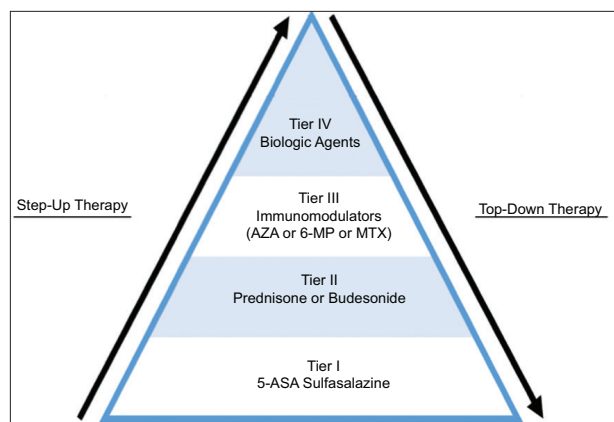 Tier IV
Biologic Agents
Tier III
Immunomodulators
(AZA or 6-MP or MTX)
Step-Up Therapy
Top-Down Therapy
Tier II
Prednisone or Budesonide
Tier I
5-ASA Sulfasalazine